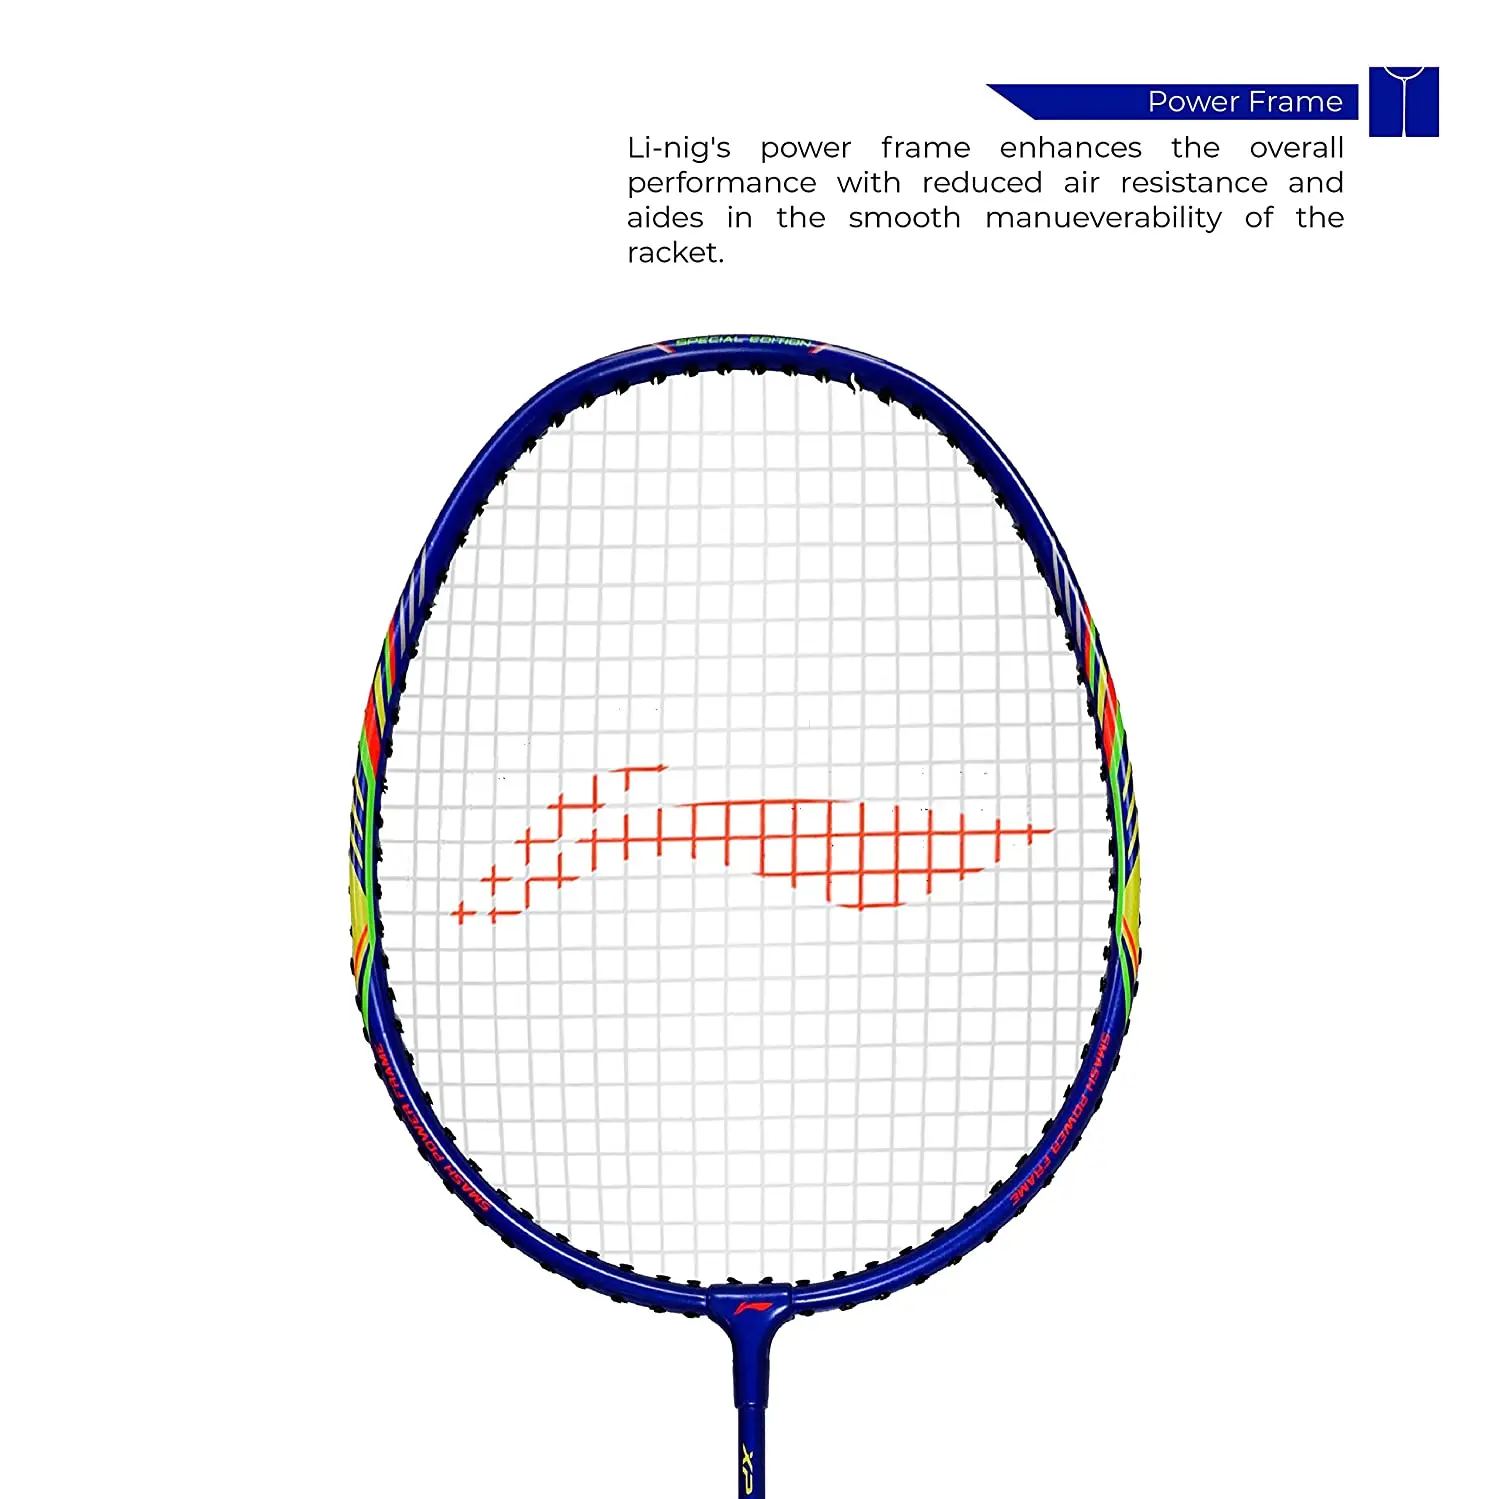 Power Frame
Li-nig's power frame enhances the overall
performance with reduced air resistance and
aides in the smooth manueverability of the
racket.
SPECIAL EDITION
SMASH POWER FRAME
SMASH POWER FRAME
XP